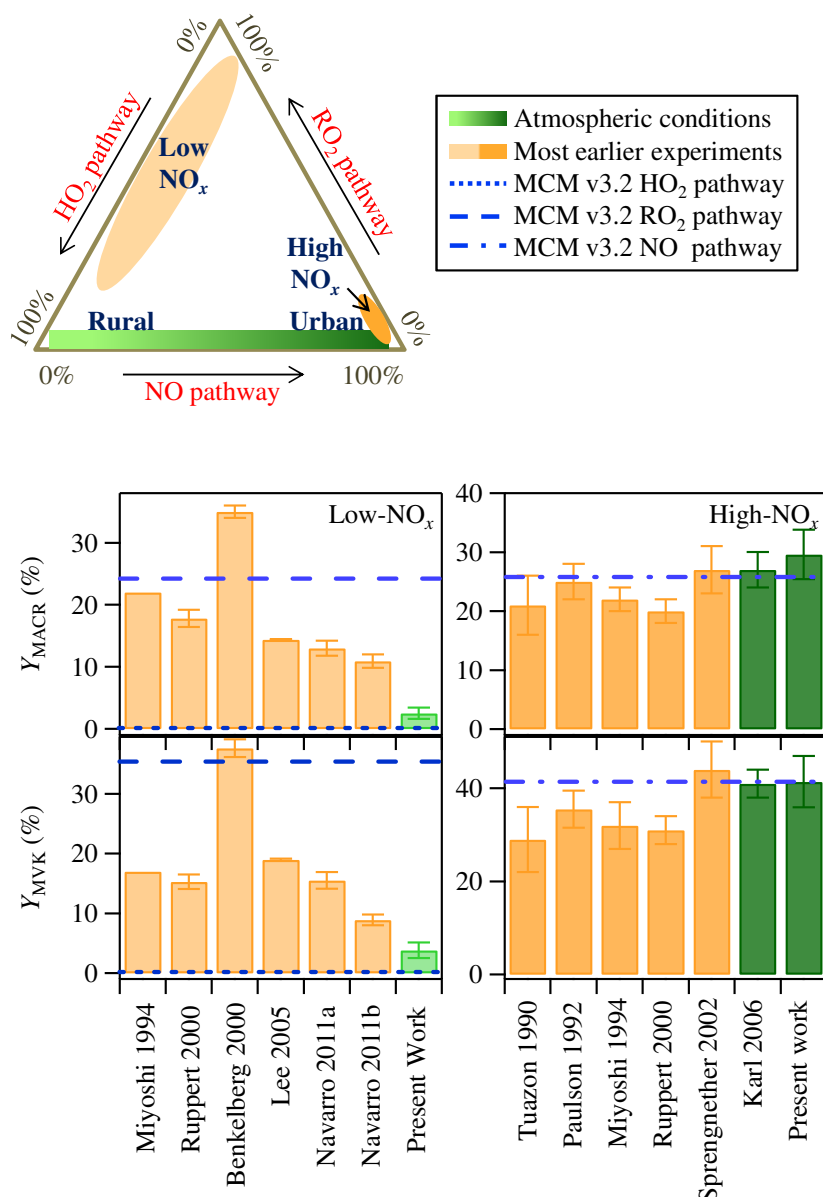 0%
100%
HO₂ pathway
RO₂ pathway
Low
NOₓ
High
NOₓ
100%
Rural
Urban
0%
0%
NO pathway
100%
Atmospheric conditions
Most earlier experiments
MCM v3.2 HO₂ pathway
MCM v3.2 RO₂ pathway
MCM v3.2 NO pathway
Low-NOₓ
30
20
10
0
Y_MACR (%)
High-NOₓ
40
30
20
10
0
30
20
10
0
Y_MVK (%)
40
20
0
Miyoshi 1994
Ruppert 2000
Benkelberg 2000
Lee 2005
Navarro 2011a
Navarro 2011b
Present Work
Tuazon 1990
Paulson 1992
Miyoshi 1994
Ruppert 2000
Sprengnether 2002
Karl 2006
Present work